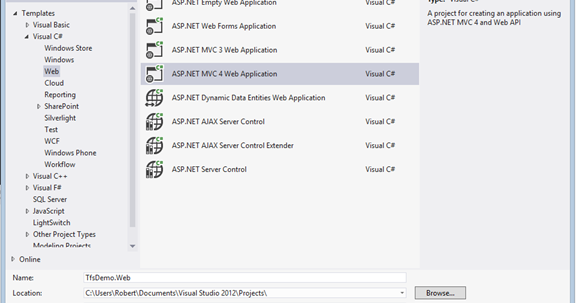 Templates
Visual Basic
Visual C#
Windows Store
Windows
Web
Cloud
Reporting
SharePoint
Silverlight
Test
WCF
Windows Phone
Workflow
Visual C++
Visual F#
SQL Server
JavaScript
LightSwitch
Other Project Types
Modeling Projects
Online
ASP.NET Empty Web Application Visual C#
ASP.NET Web Forms Application Visual C#
ASP.NET MVC 3 Web Application Visual C#
ASP.NET MVC 4 Web Application Visual C#
ASP.NET Dynamic Data Entities Web Application Visual C#
ASP.NET AJAX Server Control Visual C#
ASP.NET AJAX Server Control Extender Visual C#
ASP.NET Server Control Visual C#
Type: Visual C#
A project for creating an application using
ASP.NET MVC 4 and Web API
Name: TfsDemo.Web
Location: C:\Users\Robert\Documents\Visual Studio 2012\Projects\ Browse...